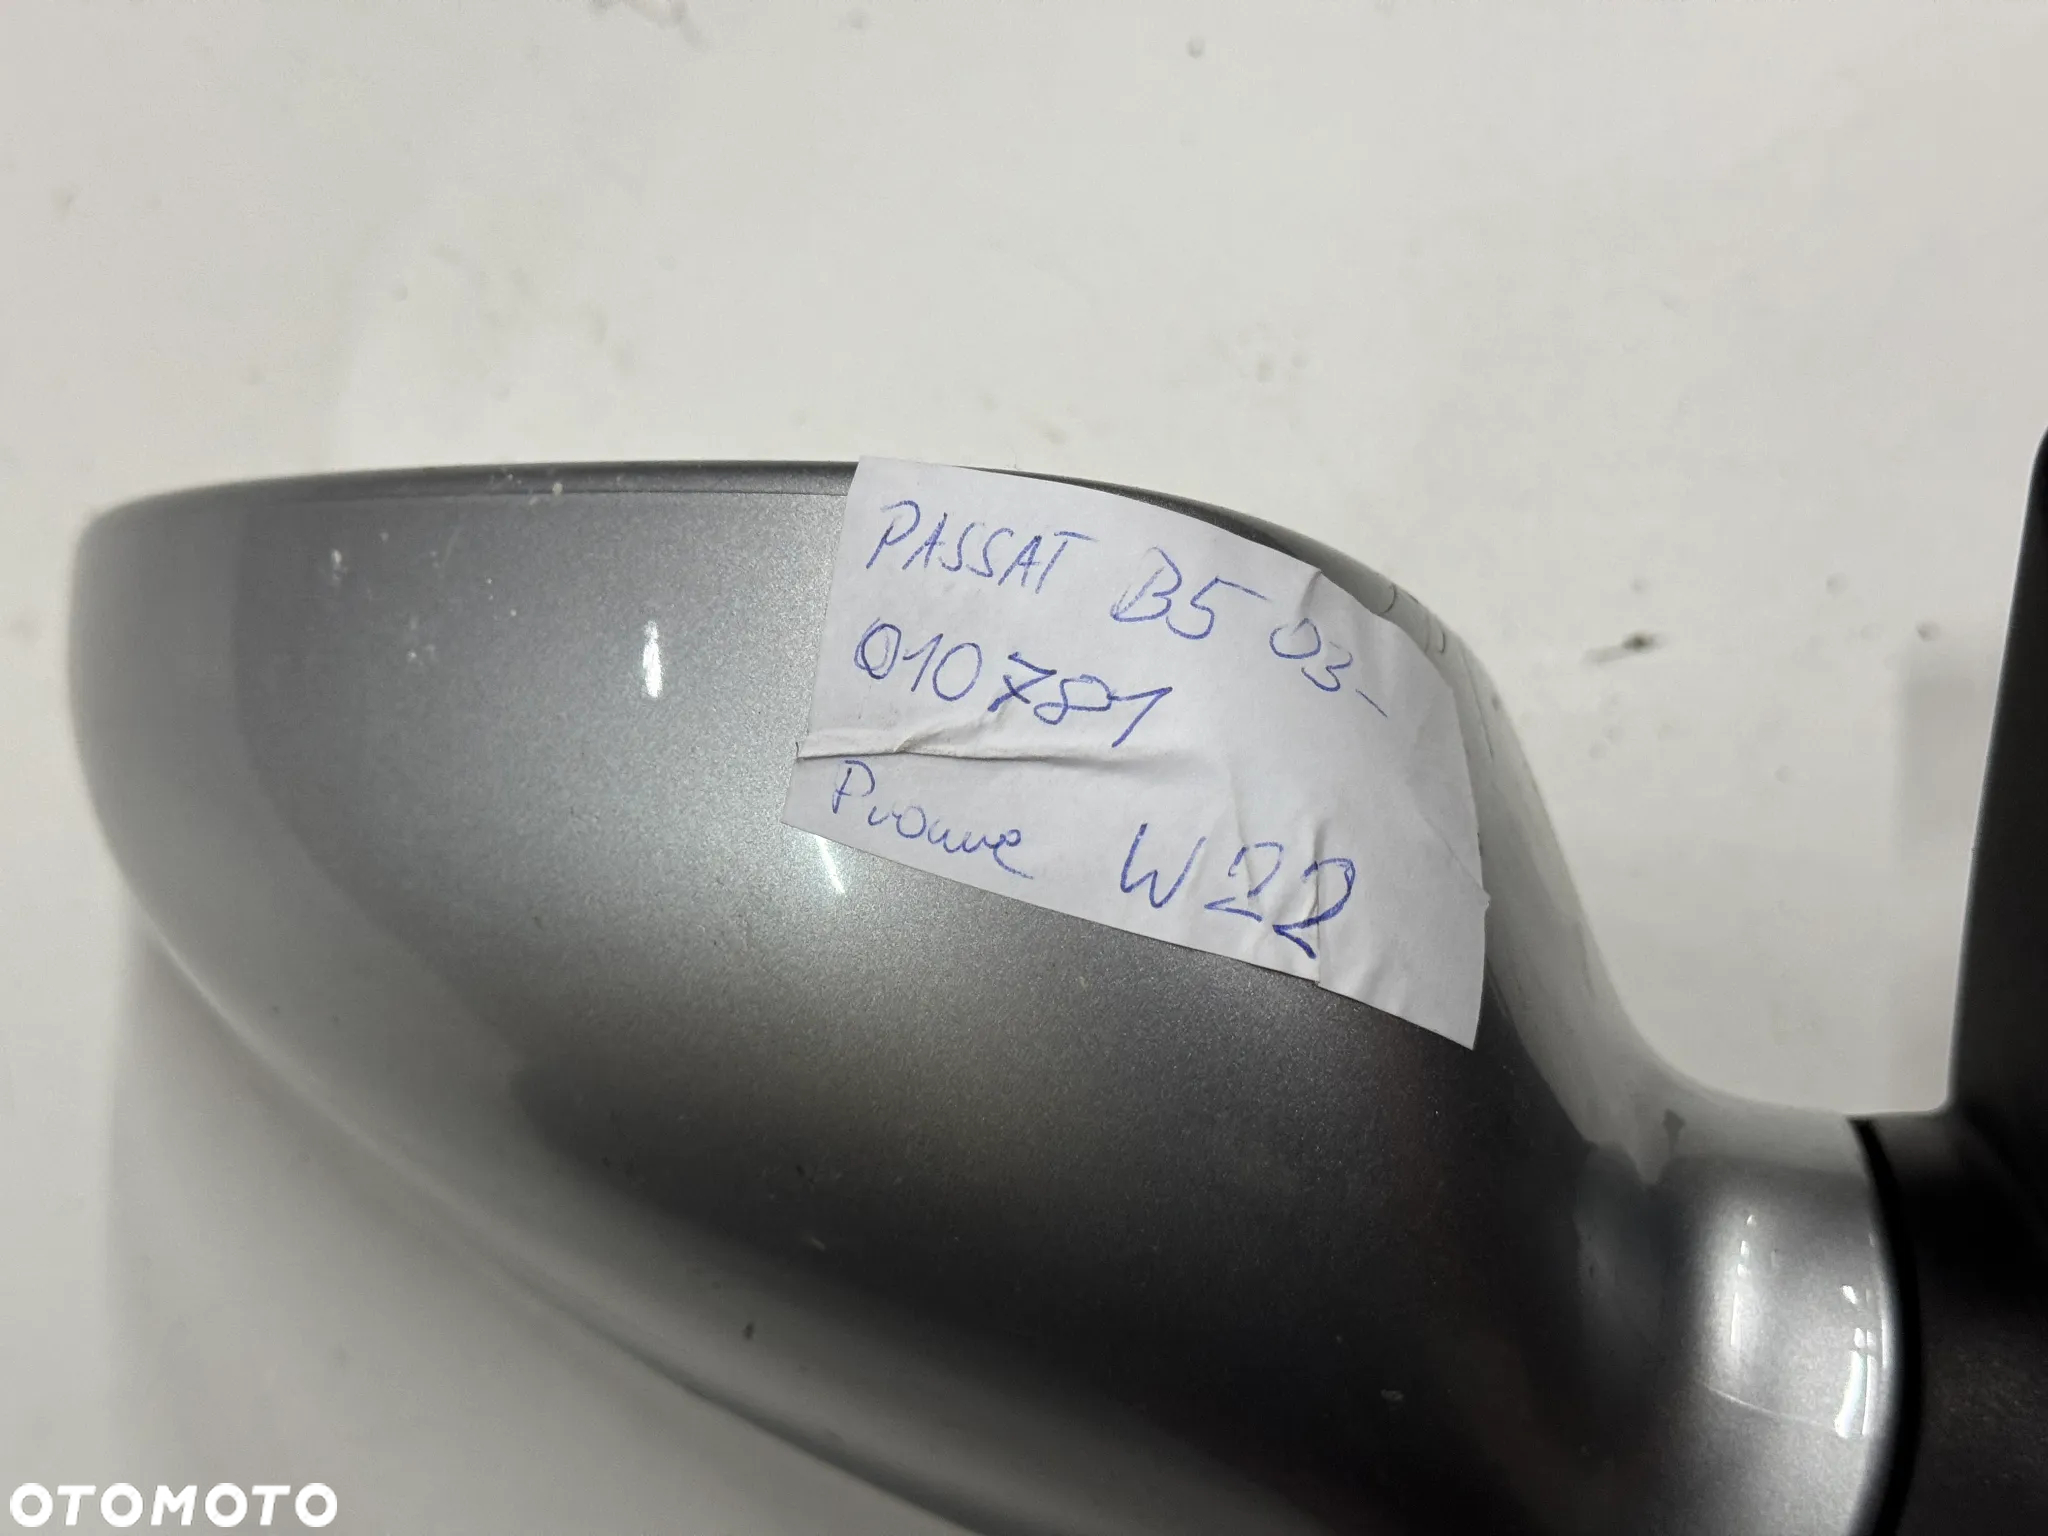 PASSAT B5 03-
010781
Prawe W22
OTOMOTO